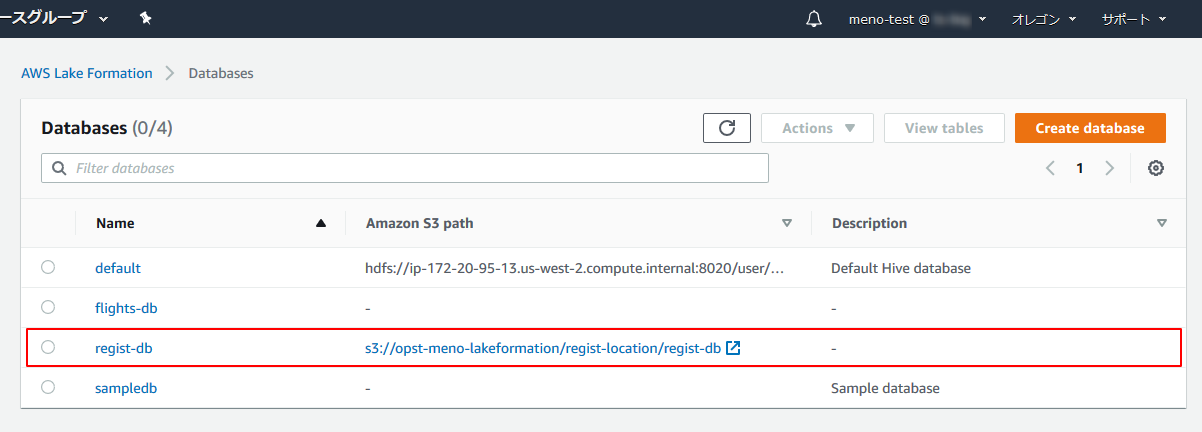 ースグループ
meno-test @
オレゴン
サポート
AWS Lake Formation
Databases
Databases (0/4)
Actions
View tables
Create database
Filter databases
1
Name
Amazon S3 path
Description
default
hdfs://ip-172-20-95-13.us-west-2.compute.internal:8020/user/…
Default Hive database
flights-db
-
-
regist-db
s3://opst-meno-lakeformation/regist-location/regist-db
-
sampledb
-
Sample database